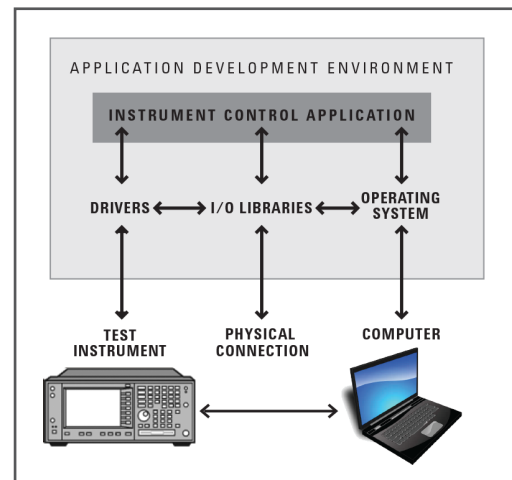 APPLICATION DEVELOPMENT ENVIRONMENT
INSTRUMENT CONTROL APPLICATION
DRIVERS
I/O LIBRARIES
OPERATING
SYSTEM
TEST
INSTRUMENT
PHYSICAL
CONNECTION
COMPUTER